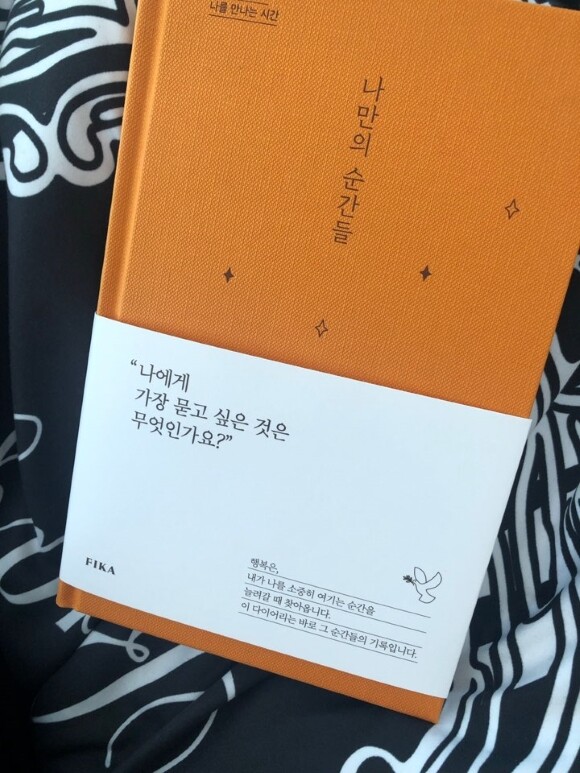 나를 만나는 시간
나만의 순간들
“나에게
가장 묻고 싶은 것은
무엇인가요?”
FIKA
행복은,
내가 나를 소중히 여기는 순간을
늘려갈 때 찾아옵니다.
이 다이어리는 바로 그 순간들의 기록입니다.